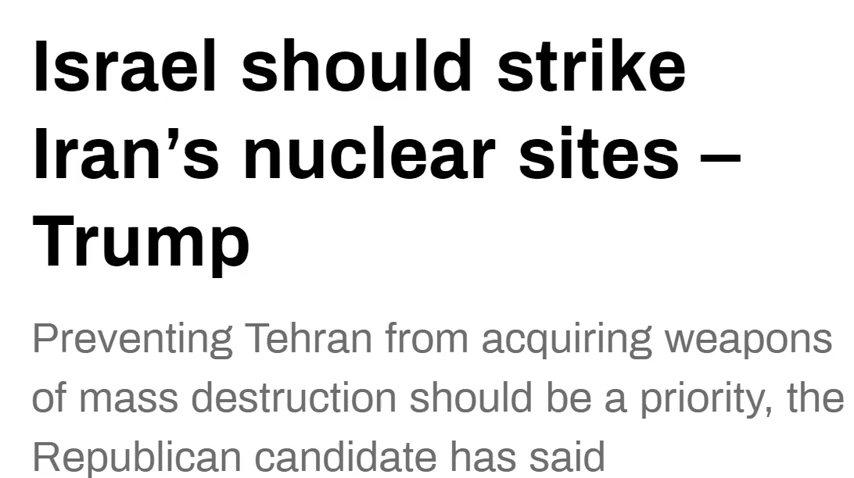 Israel should strike
Iran’s nuclear sites –
Trump
Preventing Tehran from acquiring weapons
of mass destruction should be a priority, the
Republican candidate has said